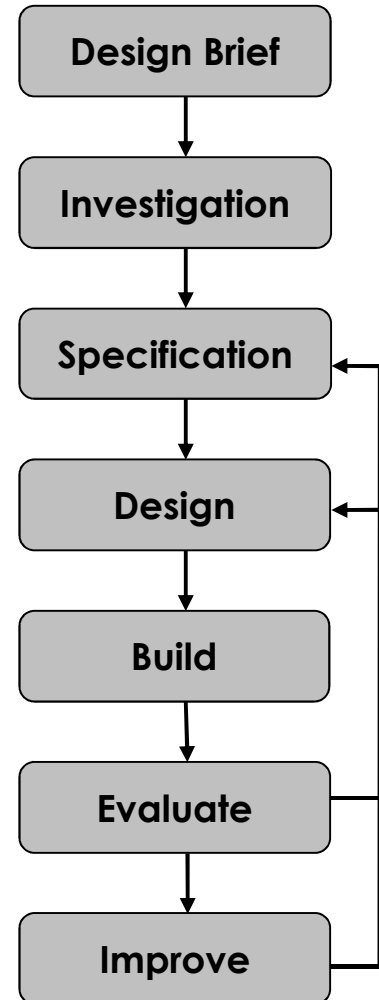 Design Brief
Investigation
Specification
Design
Build
Evaluate
Improve